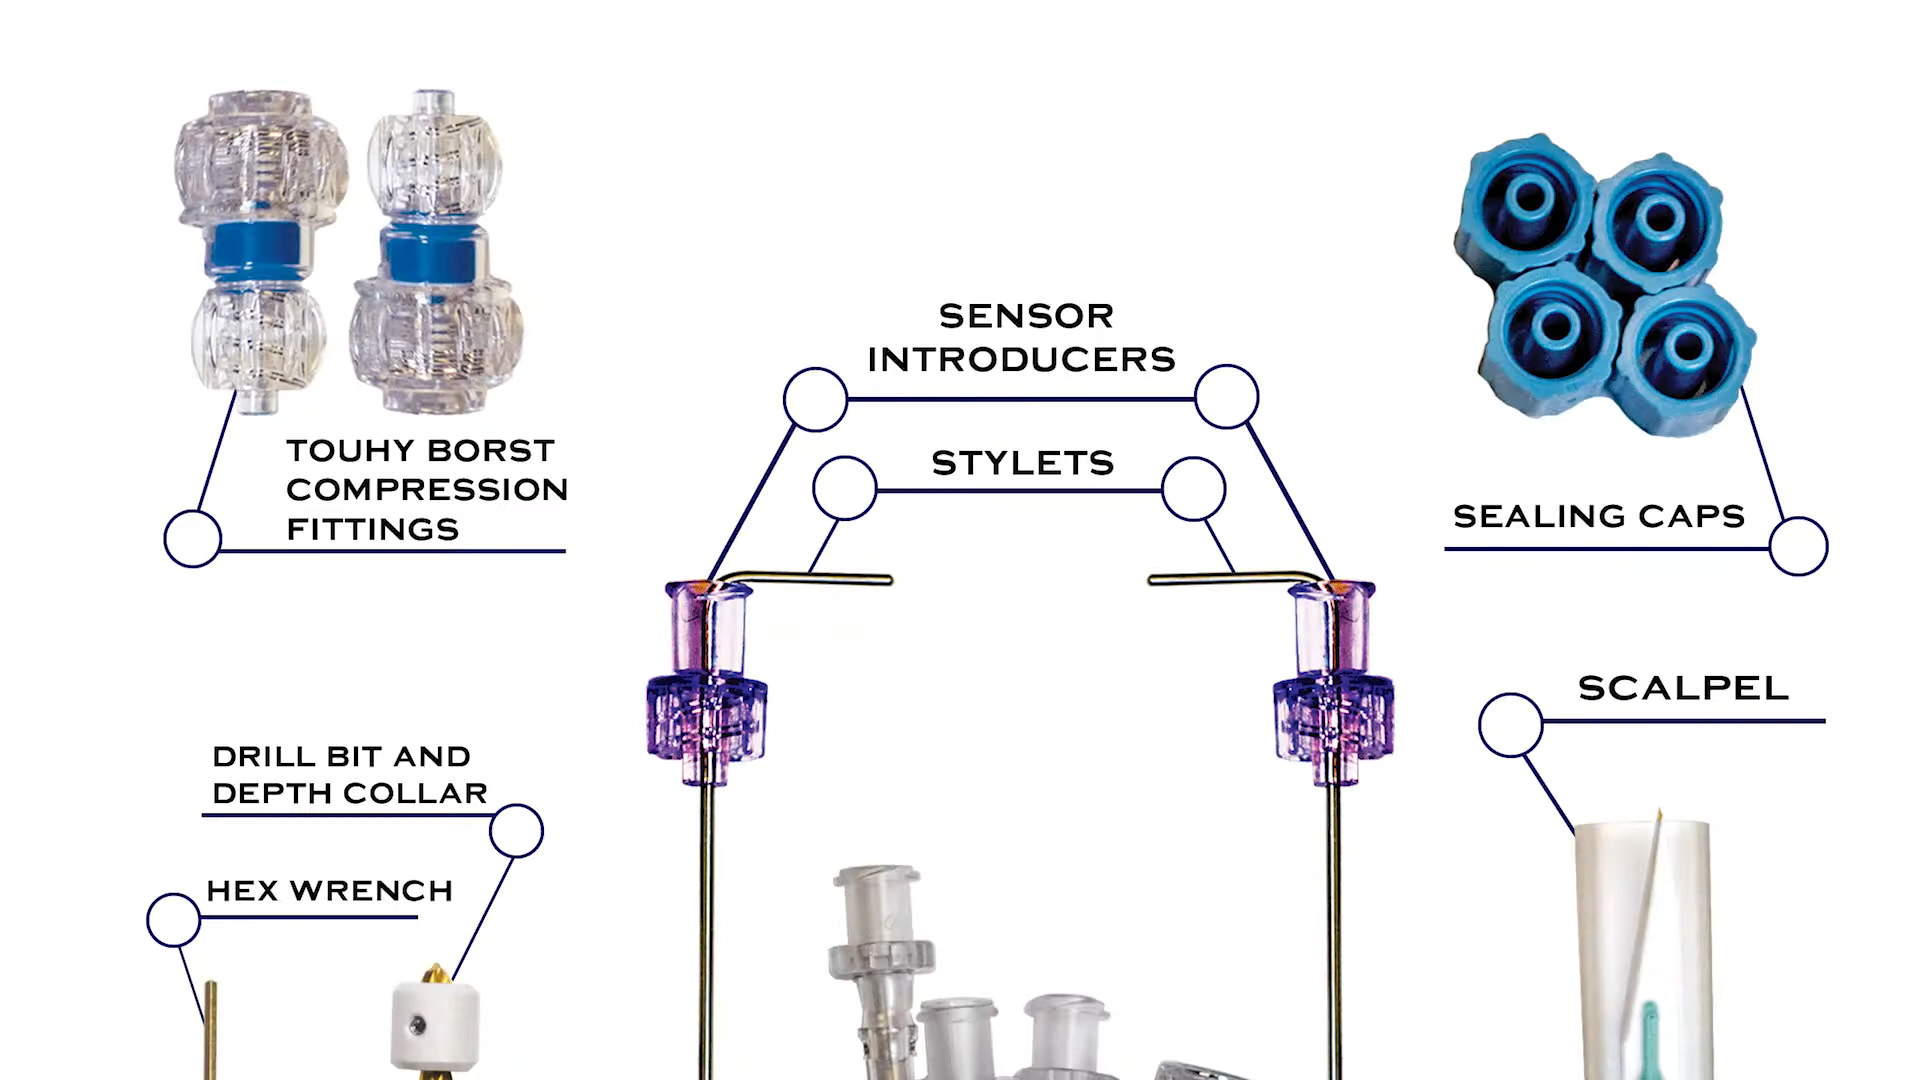 SENSOR
INTRODUCERS
TOUHY BORST
COMPRESSION
FITTINGS
STYLETS
SEALING CAPS
SCALPEL
DRILL BIT AND
DEPTH COLLAR
HEX WRENCH